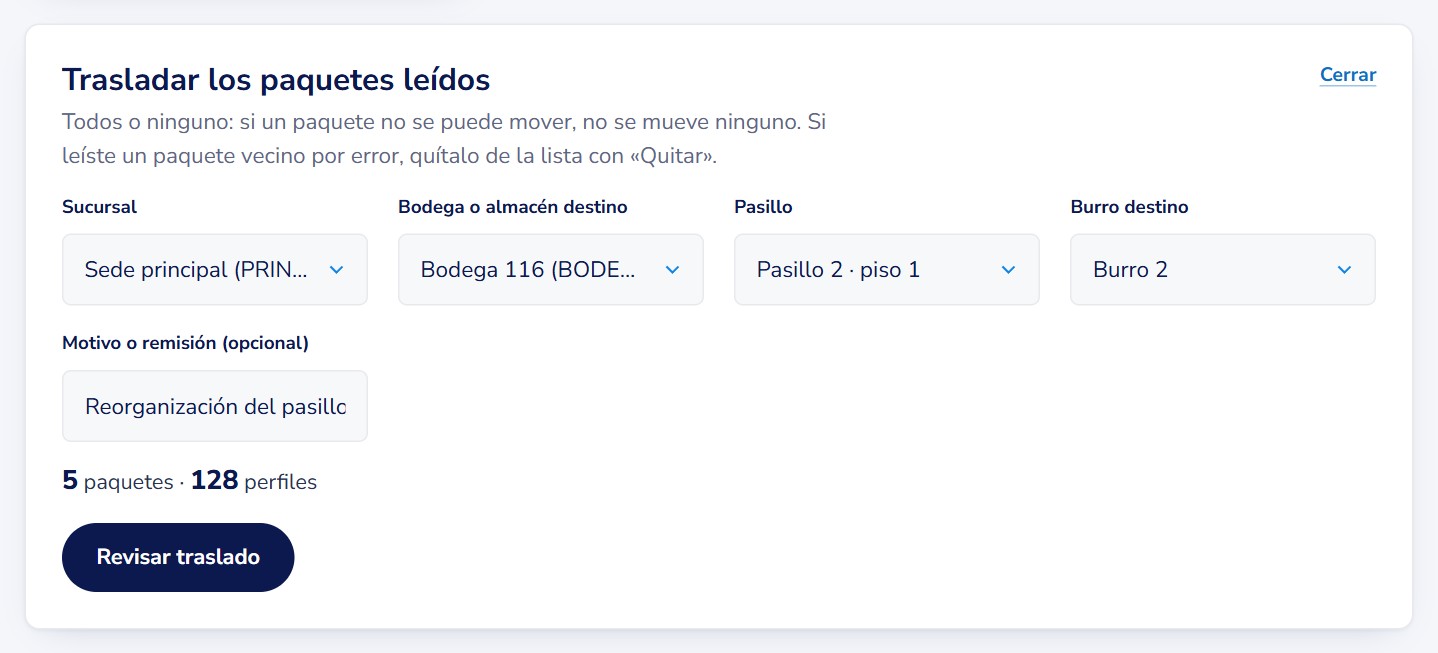 Trasladar los paquetes leídos
Cerrar
Todos o ninguno: si un paquete no se puede mover, no se mueve ninguno. Si
leíste un paquete vecino por error, quítalo de la lista con «Quitar».
Sucursal
Bodega o almacén destino
Pasillo
Burro destino
Sede principal (PRIN...
Bodega 116 (BODE...
Pasillo 2 · piso 1
Burro 2
Motivo o remisión (opcional)
Reorganización del pasillo
5 paquetes · 128 perfiles
Revisar traslado